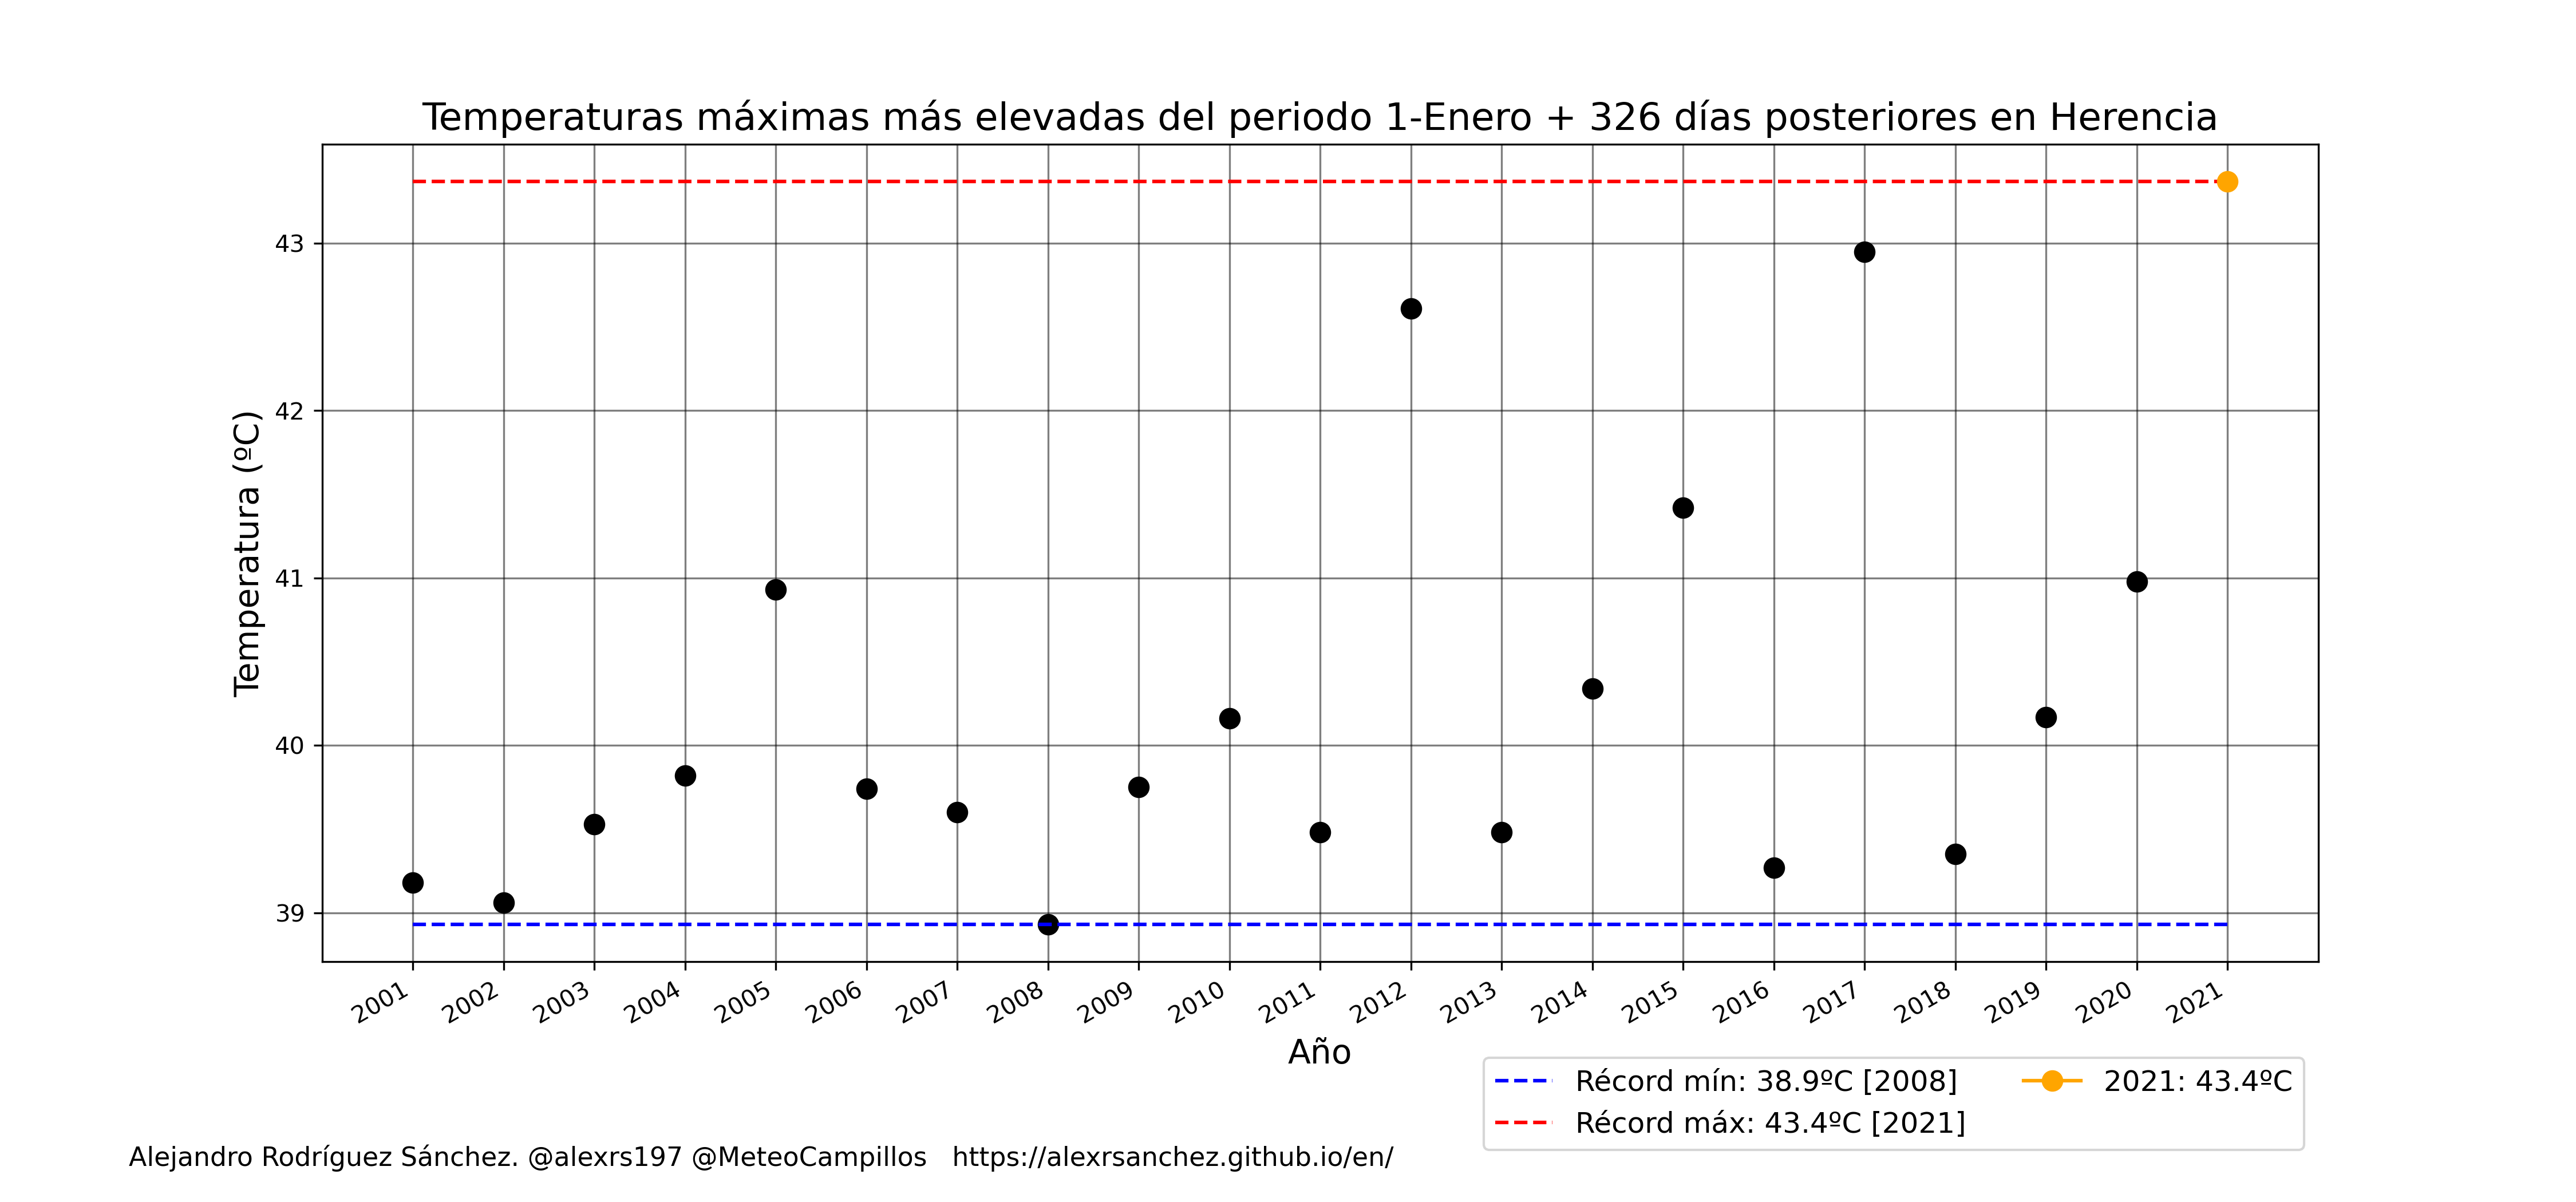 Temperaturas máximas más elevadas del periodo 1-Enero + 326 días posteriores en Herencia
Temperatura (ºC)
43
42
41
40
39
2001 2002 2003 2004 2005 2006 2007 2008 2009 2010 2011 2012 2013 2014 2015 2016 2017 2018 2019 2020 2021
Año
Récord mín: 38.9ºC [2008]
Récord máx: 43.4ºC [2021]
2021: 43.4ºC
Alejandro Rodríguez Sánchez. @alexrs197 @MeteoCampillos https://alexrsanchez.github.io/en/